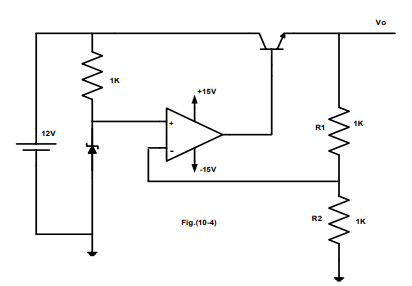 Vo
1K
+15V
12V
+
-
R1
1K
-15V
Fig.(10-4)
R2
1K